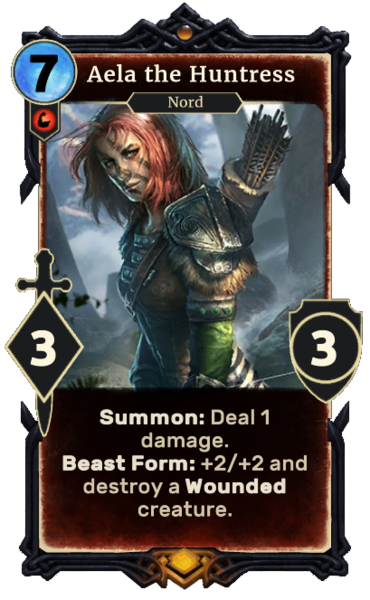 7
Aela the Huntress
Nord
3
3
Summon: Deal 1
damage.
Beast Form: +2/+2 and
destroy a Wounded
creature.